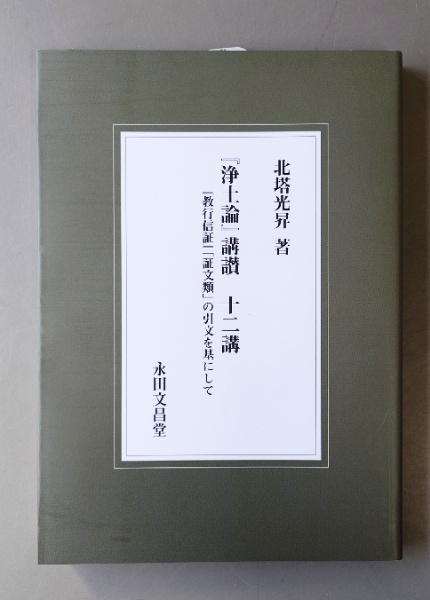 北塔光昇 著
『浄土論』講讃 十二講
『教行信証』「証文類」の引文を基にして
永田文昌堂